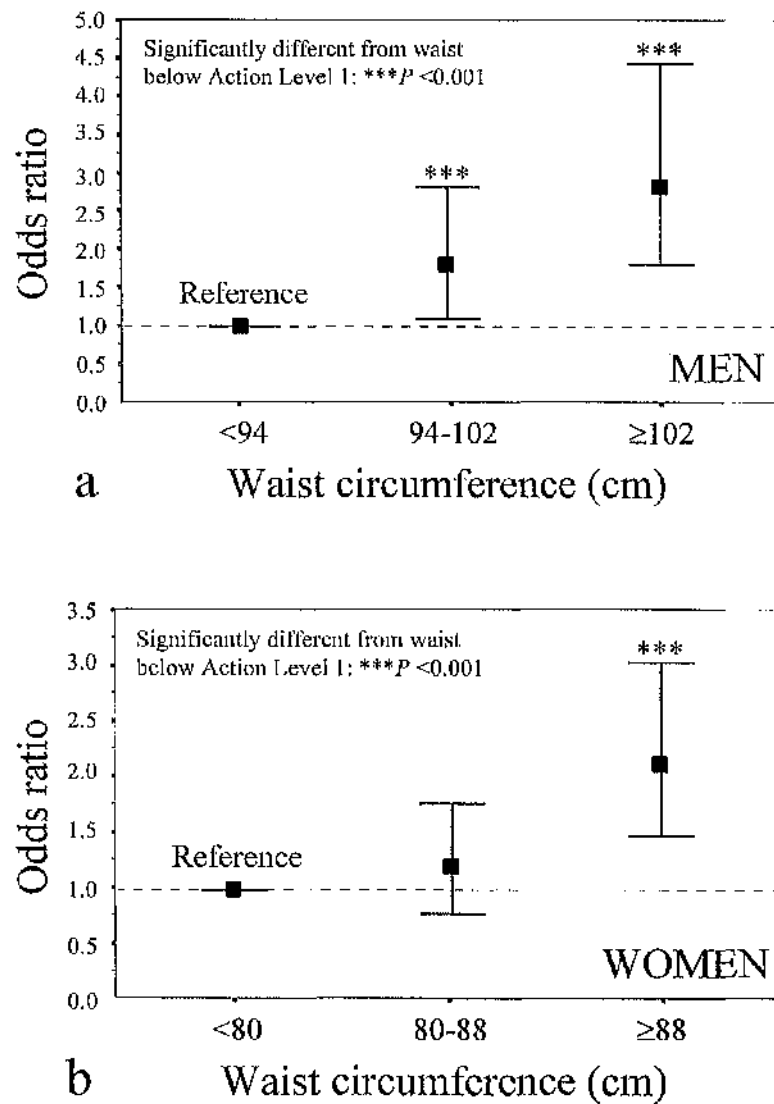 5.0
4.5
4.0
3.5
3.0
2.5
2.0
1.5
1.0
0.5
0.0
Odds ratio
Significantly different from waist
below Action Level 1: ***P <0.001
***
***
Reference
MEN
<94 94-102 ≥102
a Waist circumference (cm)
3.5
3.0
2.5
2.0
1.5
1.0
0.5
0.0
Odds ratio
Significantly different from waist
below Action Level 1: ***P <0.001
***
Reference
WOMEN
<80 80-88 ≥88
b Waist circumference (cm)